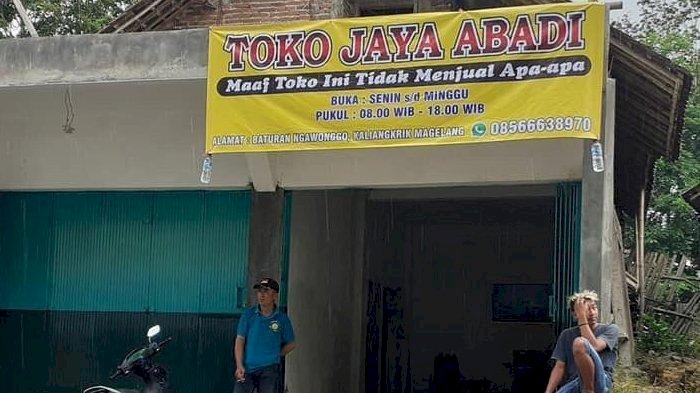 TOKO JAYA ABADI
Maaf Toko Ini Tidak Menjual Apa-apa
BUKA : SENIN s/d MiNGGU
PUKUL : 08.00 WIB - 18.00 WIB
ALAMAT : BATURAN NGAWONGGO, KALIANGKRIK MAGELANG 08566638970